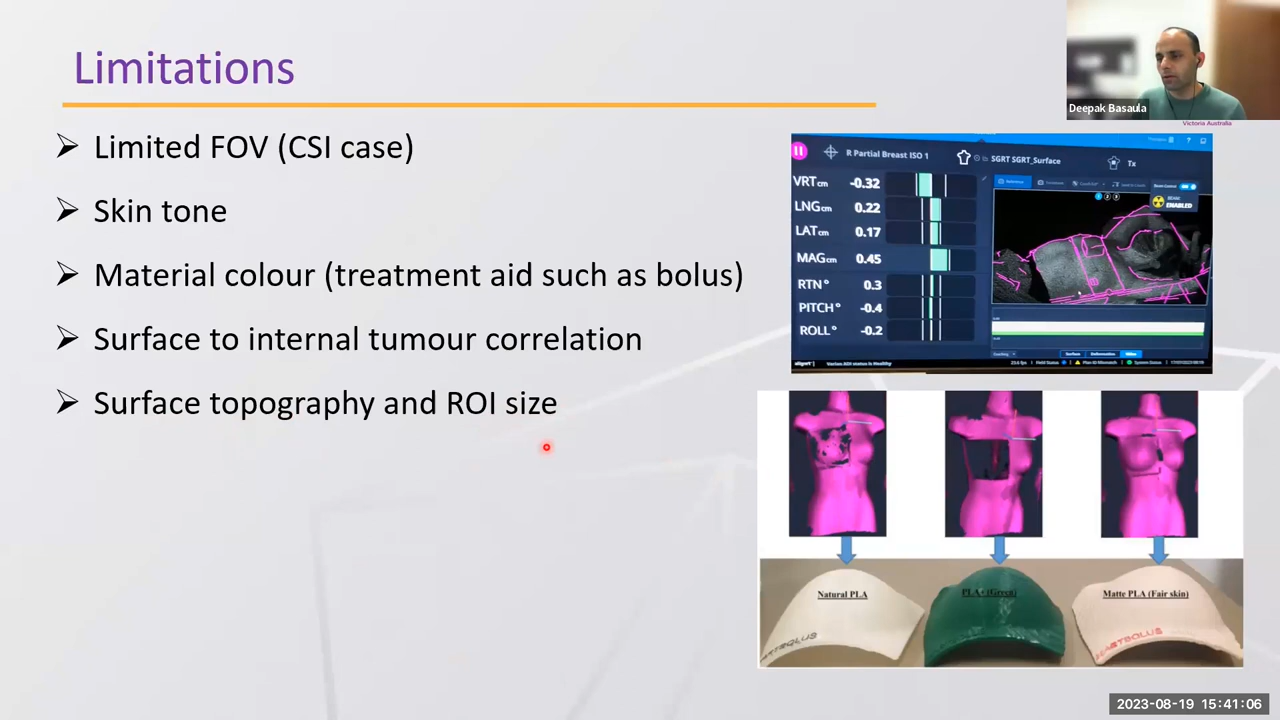 Limitations
Deepak Basaula
Victoria Australia
➢ Limited FOV (CSI case)
➢ Skin tone
➢ Material colour (treatment aid such as bolus)
➢ Surface to internal tumour correlation
➢ Surface topography and ROI size
R Partial Breast ISO 1
SGRT SGRT_Surface
Tx
VRT cm -0.32
LNG cm 0.22
LAT cm 0.17
MAG cm 0.45
RTN ° 0.3
PITCH ° -0.4
ROLL ° -0.2
ENABLED
Natural PLA
PLA+ (Green)
Matte PLA (Fair skin)
2023-08-19 15:41:06